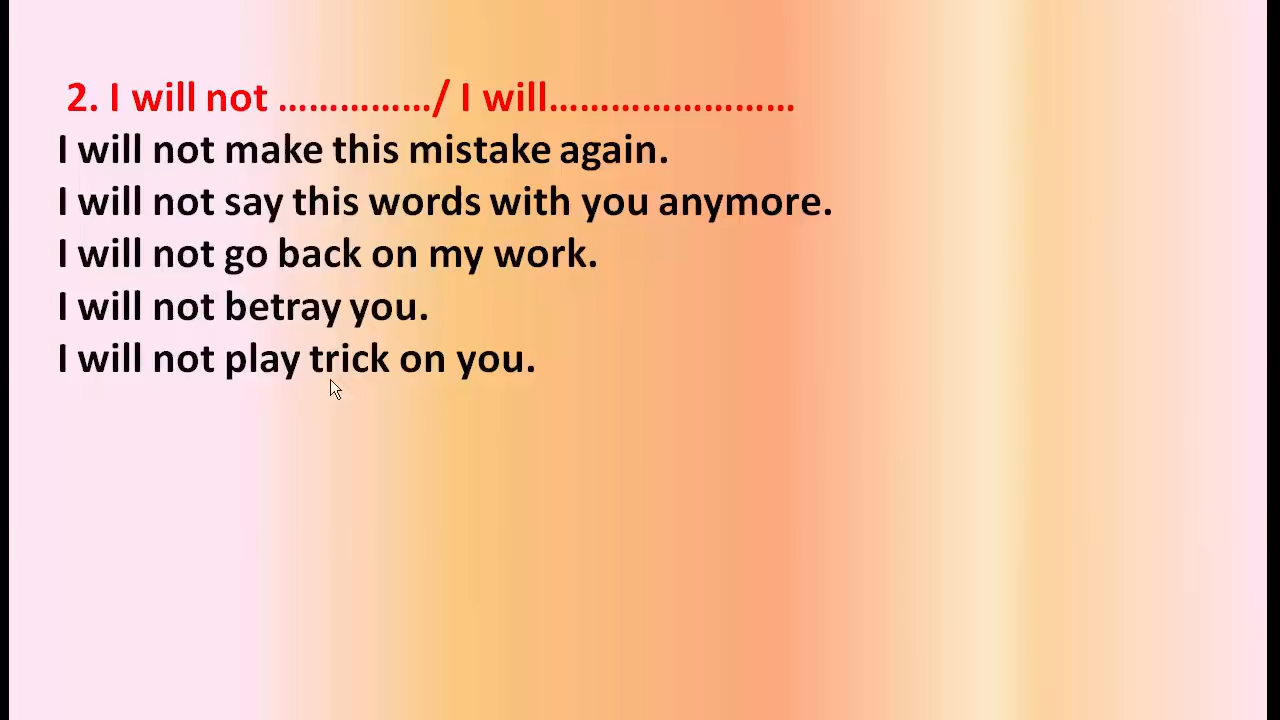 2. I will not ……………/ I will……………………
I will not make this mistake again.
I will not say this words with you anymore.
I will not go back on my work.
I will not betray you.
I will not play trick on you.